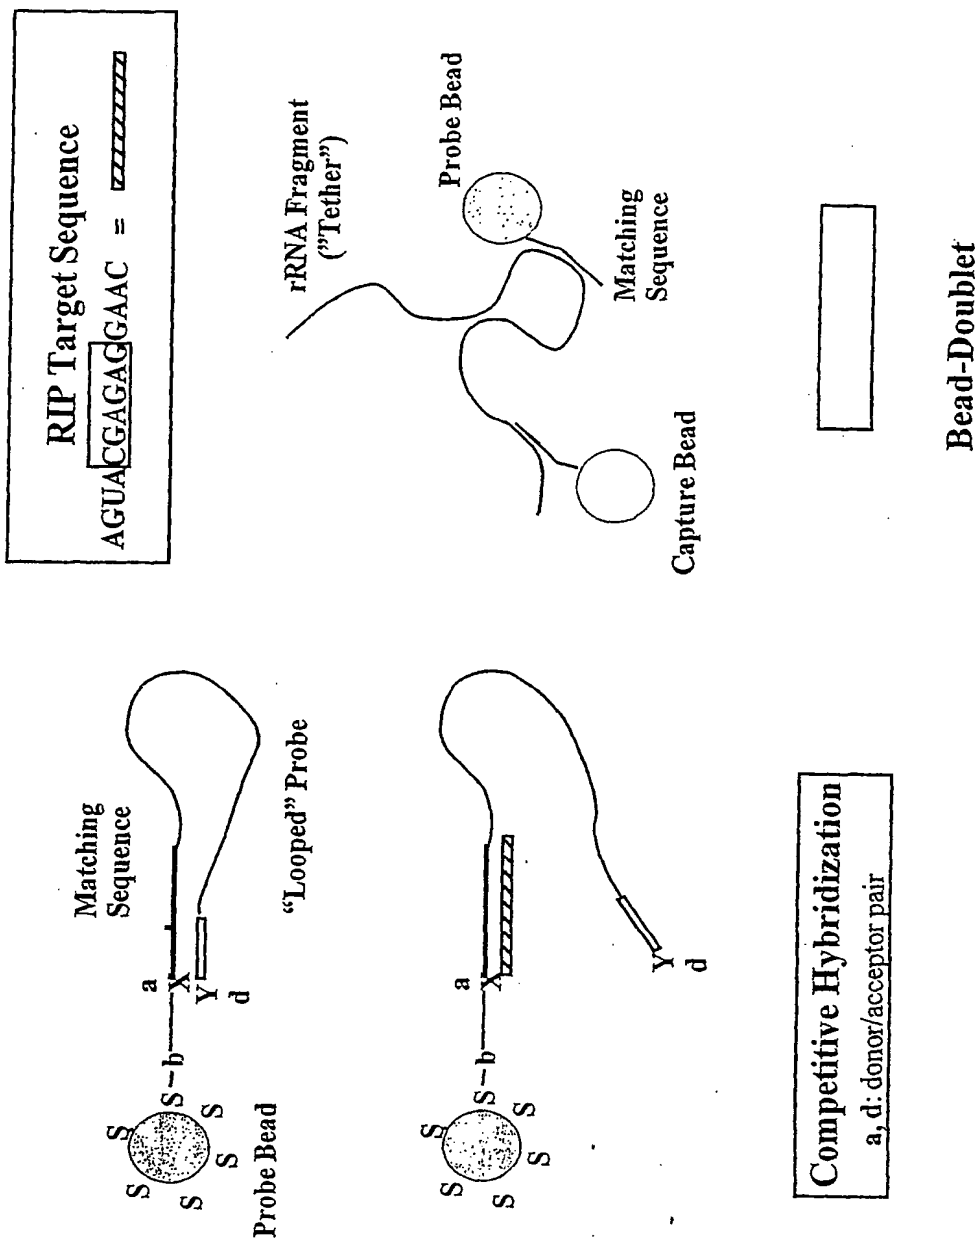 RIP Target Sequence
AGUACGAGAGGAAC =
S
S
S–b
S
S
S
a
X
Y
d
Matching
Sequence
Probe Bead
"Looped" Probe
rRNA Fragment
("Tether")
Probe Bead
Matching
Sequence
Capture Bead
S
S
S–b
S
S
S
a
X
Y
d
Competitive Hybridization
a, d: donor/acceptor pair
Bead-Doublet